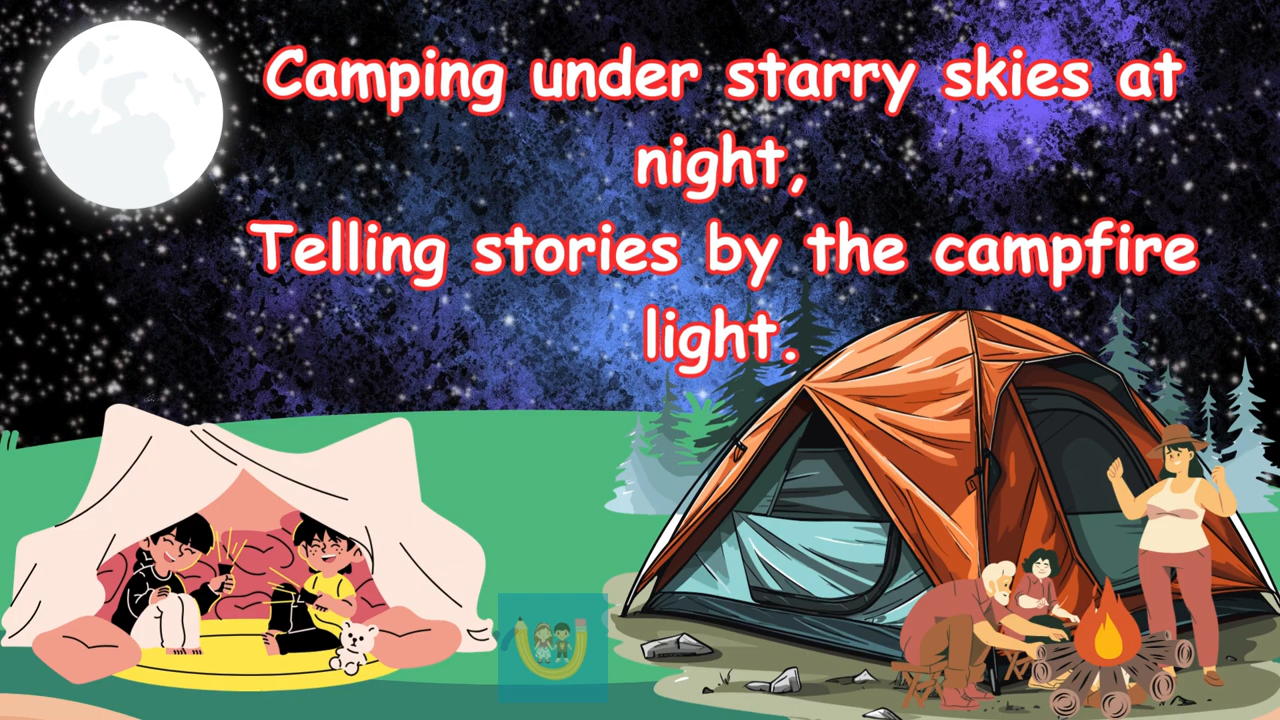 Camping under starry skies at
night,
Telling stories by the campfire
light.